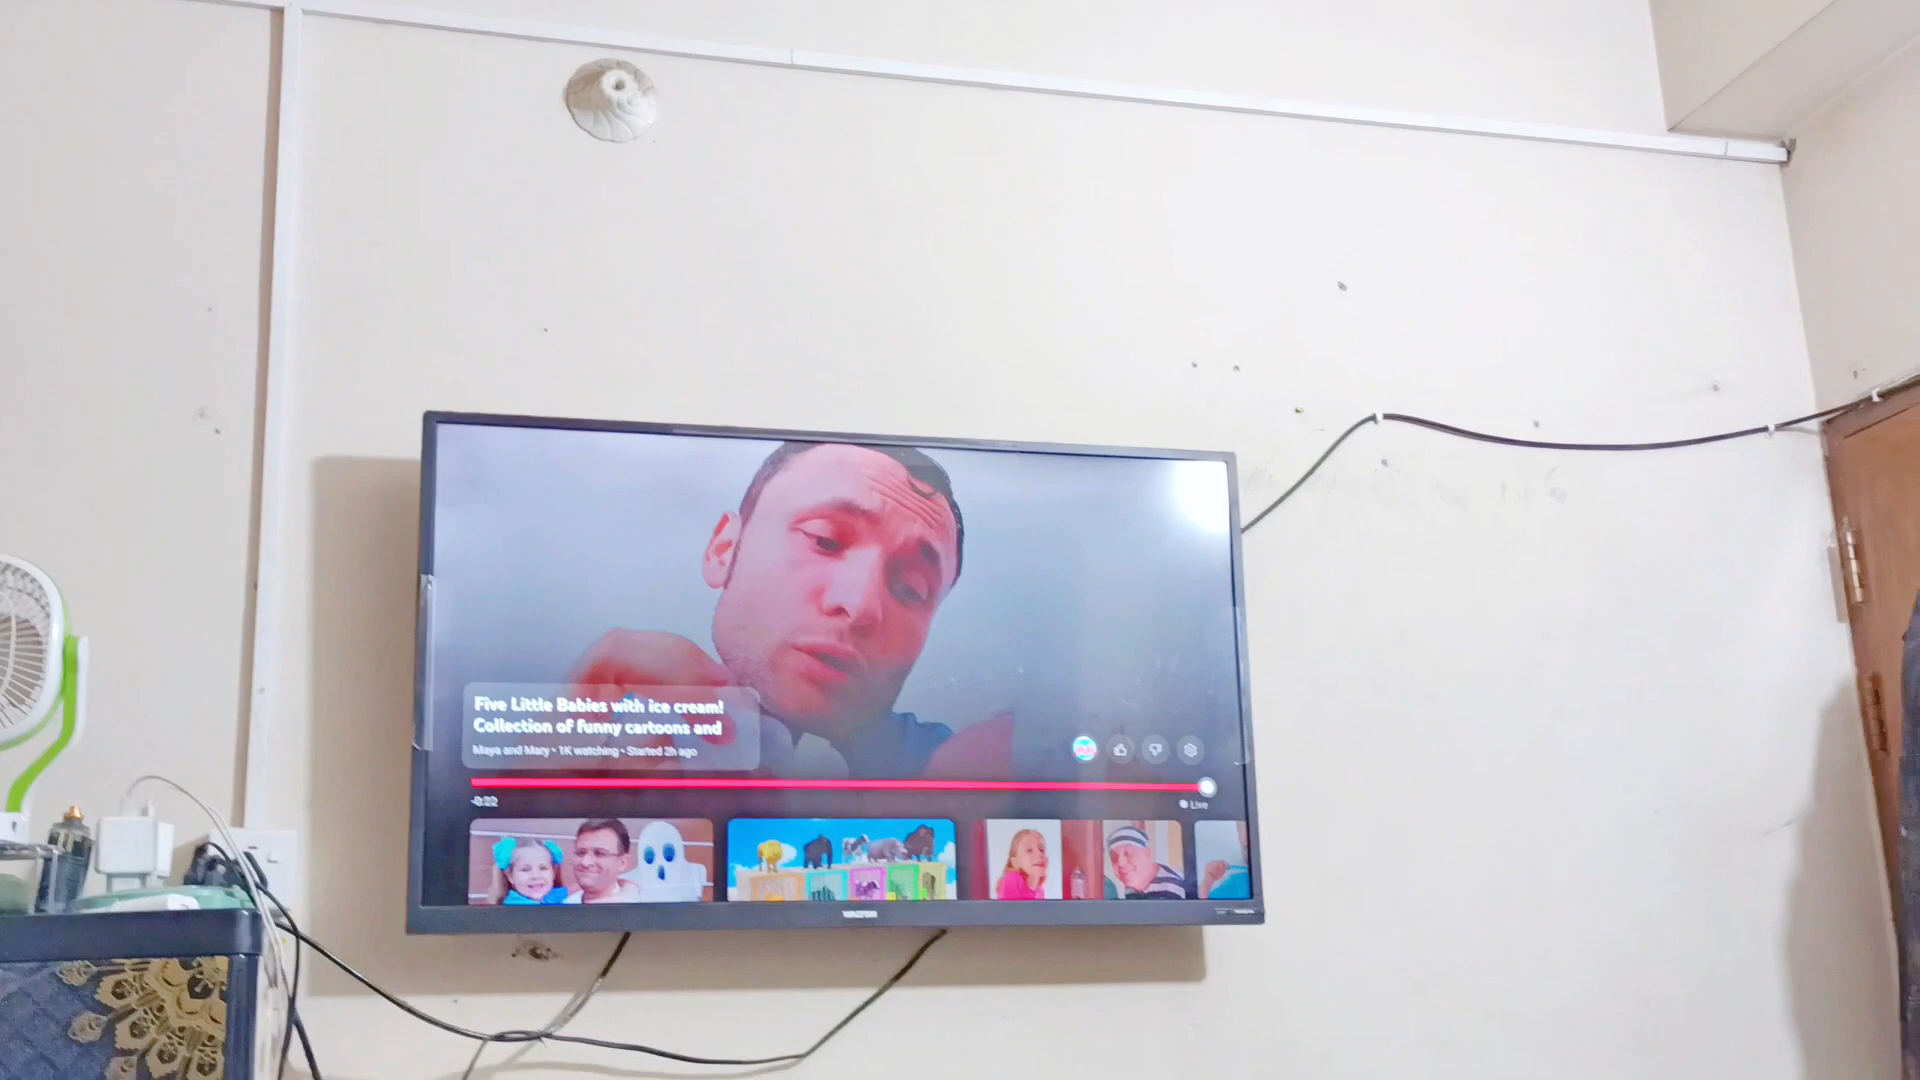 Five Little Babies with ice cream!
Collection of funny cartoons and
Maya and Mary • 1K watching • Started 2h ago
-0:22
Live
WALTON